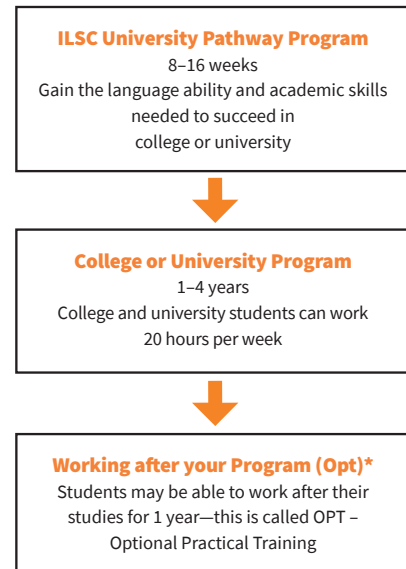 ILSC University Pathway Program
8–16 weeks
Gain the language ability and academic skills
needed to succeed in
college or university
College or University Program
1–4 years
College and university students can work
20 hours per week
Working after your Program (Opt)*
Students may be able to work after their
studies for 1 year—this is called OPT –
Optional Practical Training